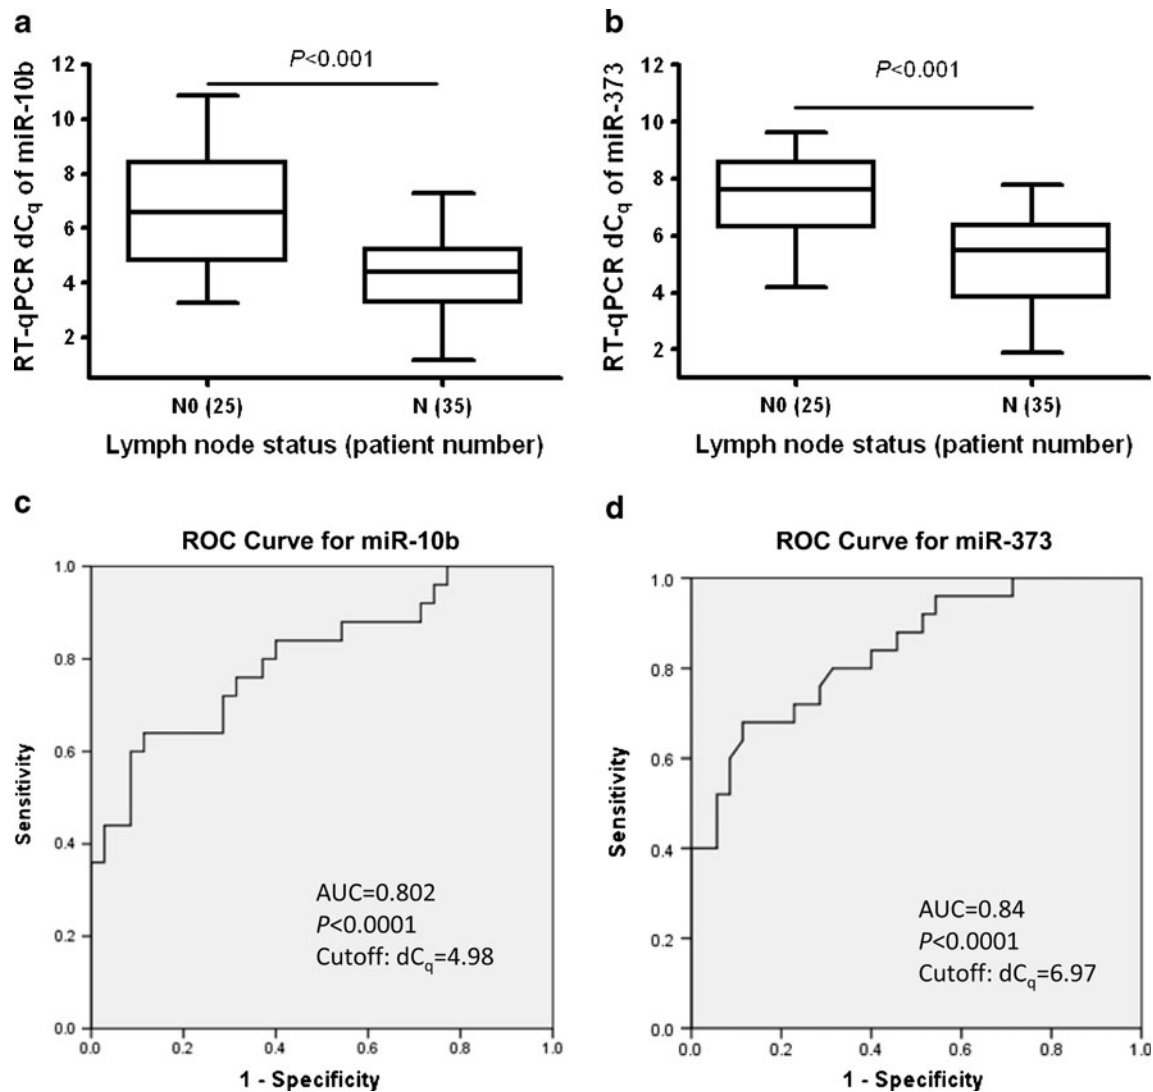 a
P<0.001
RT-qPCR dCq of miR-10b
12
10
8
6
4
2
N0 (25)
N (35)
Lymph node status (patient number)
b
P<0.001
RT-qPCR dCq of miR-373
12
10
8
6
4
2
N0 (25)
N (35)
Lymph node status (patient number)
c
ROC Curve for miR-10b
Sensitivity
1.0
0.8
0.6
0.4
0.2
0.0
AUC=0.802
P<0.0001
Cutoff: dCq=4.98
0.0
0.2
0.4
0.6
0.8
1.0
1 - Specificity
d
ROC Curve for miR-373
Sensitivity
1.0
0.8
0.6
0.4
0.2
0.0
AUC=0.84
P<0.0001
Cutoff: dCq=6.97
0.0
0.2
0.4
0.6
0.8
1.0
1 - Specificity